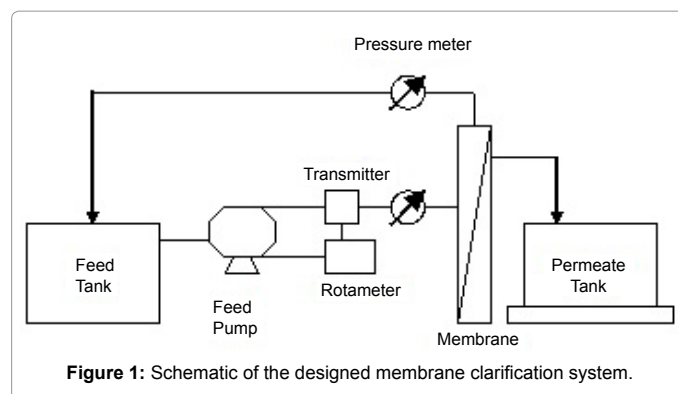 Pressure meter
Transmitter
Feed
Tank
Feed
Pump
Rotameter
Membrane
Permeate
Tank
Figure 1: Schematic of the designed membrane clarification system.